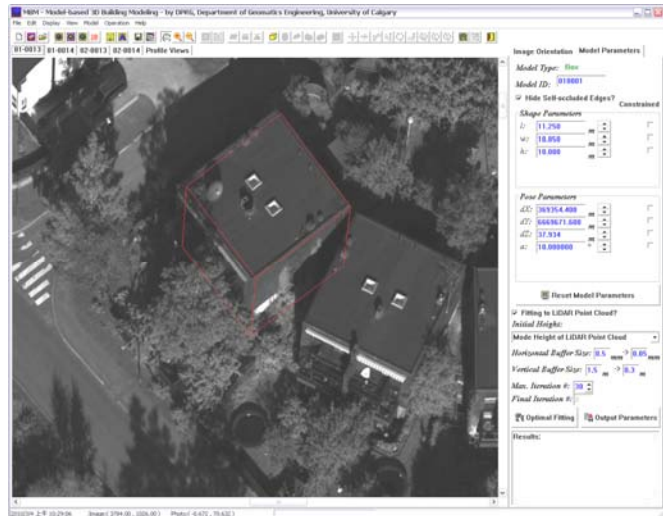 MBM - Model-based 3D Building Modeling - by DPRG, Department of Geomatics Engineering, University of Calgary
File Edit Display View Model Operation Help
01-0013 01-0014 02-0013 02-0014 Profile Views
Image Orientation Model Parameters
Model Type: Box
Model ID: 010001
Hide Self-occluded Edges?
Constrained
Shape Parameters
l: 11.250 m
w: 10.050 m
h: 10.000 m
Pose Parameters
dX: 369354.400 m
dY: 6669671.600 m
dZ: 37.934 m
a: 10.000000 °
Reset Model Parameters
Fitting to LiDAR Point Cloud?
Initial Height:
Mode Height of LiDAR Point Cloud
Horizontal Buffer Size: 0.5 mm -> 0.05 mm
Vertical Buffer Size: 1.5 m -> 0.3 m
Max. Iteration #: 30
Final Iteration #:
Optimal Fitting Output Parameters
Results: